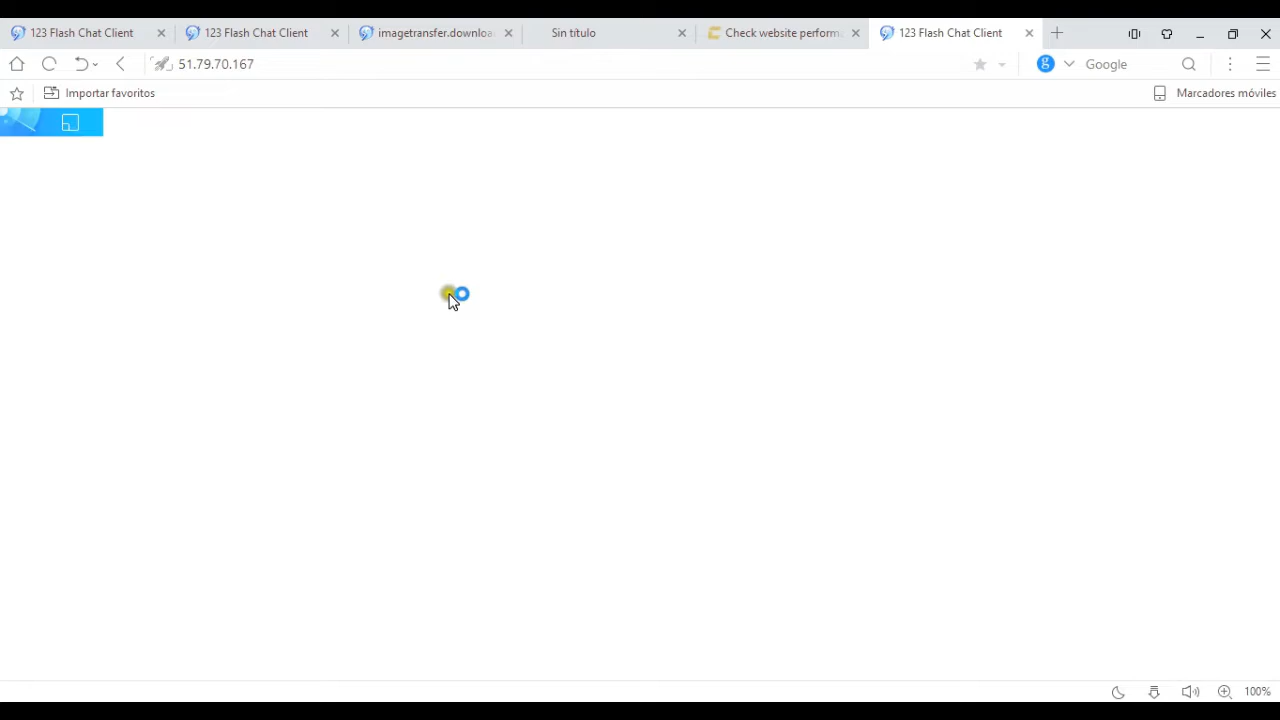 123 Flash Chat Client
123 Flash Chat Client
imagetransfer.downloa
Sin título
Check website perform
123 Flash Chat Client
51.79.70.167
Google
Importar favoritos
Marcadores móviles
100%